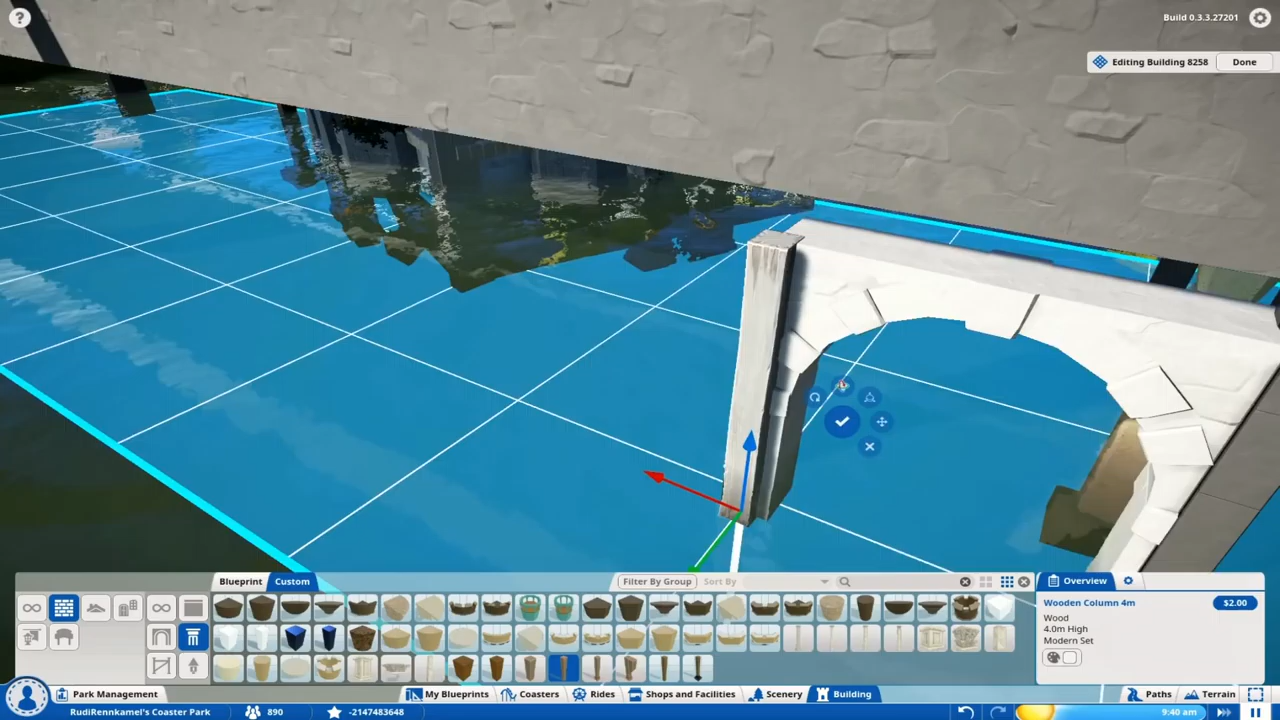 ?
Build 0.3.3.27201
Editing Building 8258 Done
Blueprint Custom Filter By Group Sort By Overview
Wooden Column 4m $2.00
Wood
4.0m High
Modern Set
Park Management My Blueprints Coasters Rides Shops and Facilities Scenery Building Paths Terrain
RudiRennkamel's Coaster Park 890 -2147483648 9:40 am